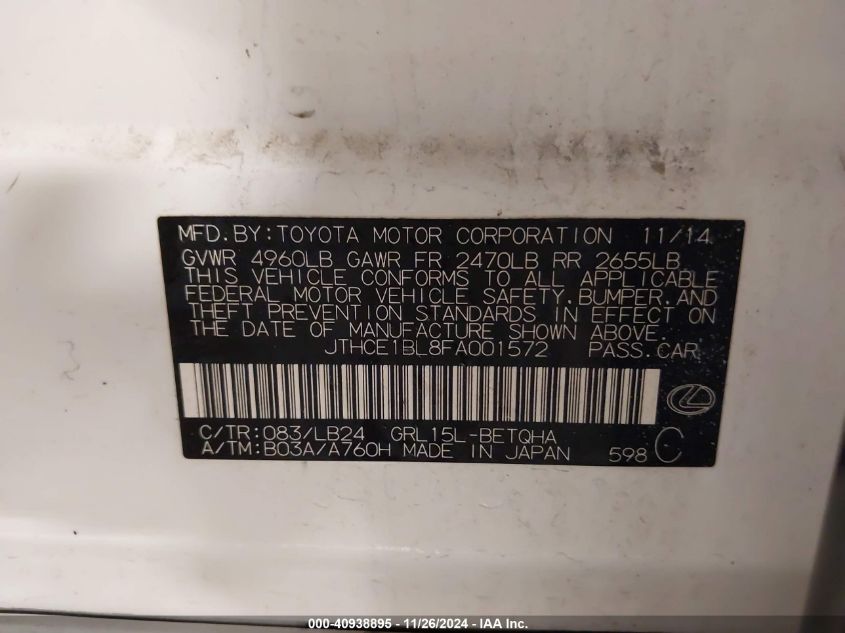 MFD. BY: TOYOTA MOTOR CORPORATION 11/14
GVWR 4960LB GAWR FR 2470LB RR 2655LB
THIS VEHICLE CONFORMS TO ALL APPLICABLE
FEDERAL MOTOR VEHICLE SAFETY, BUMPER, AND
THEFT PREVENTION STANDARDS IN EFFECT ON
THE DATE OF MANUFACTURE SHOWN ABOVE.
JTHCE1BL8FA001572 PASS. CAR
C/TR: 083/LB24 GRL15L-BETQHA
A/TM: B03A/A760H MADE IN JAPAN 598 C
000-40938895 - 11/26/2024 - IAA Inc.